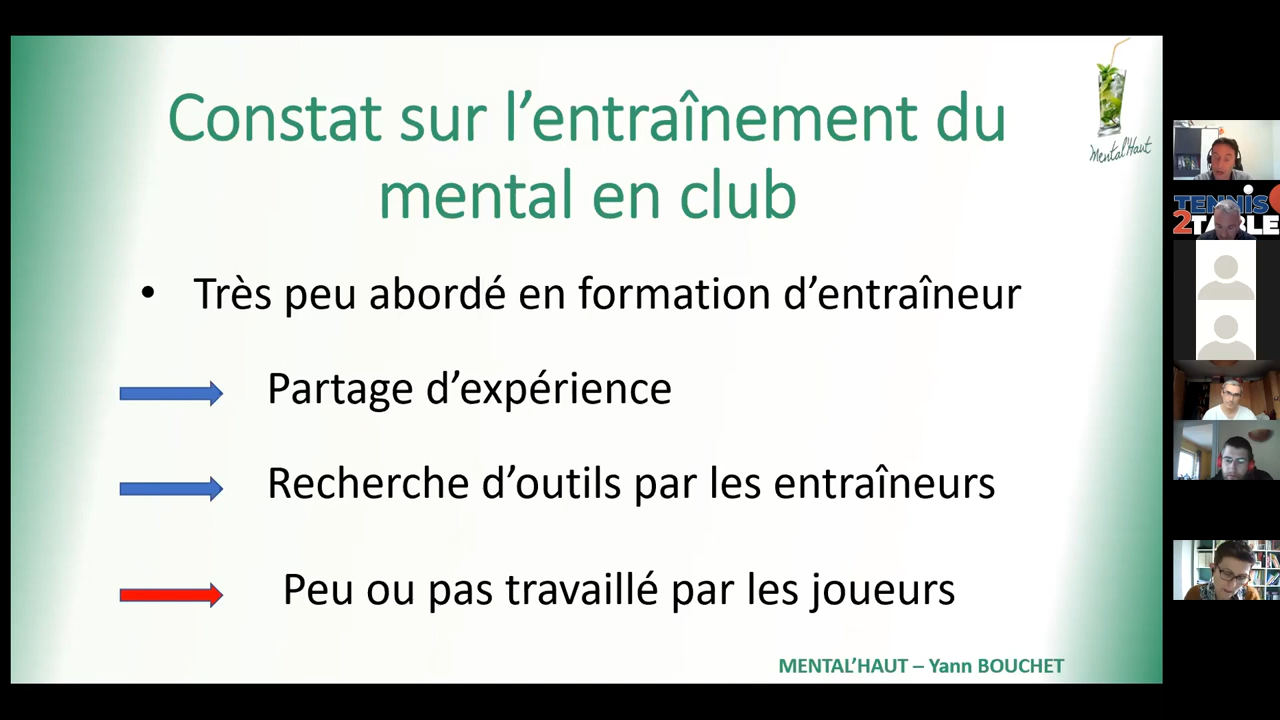 Constat sur l’entraînement du
mental en club
• Très peu abordé en formation d’entraîneur
Partage d’expérience
Recherche d’outils par les entraîneurs
Peu ou pas travaillé par les joueurs
MENTAL’HAUT – Yann BOUCHET
Mental'Haut
TENNIS
2TABLE